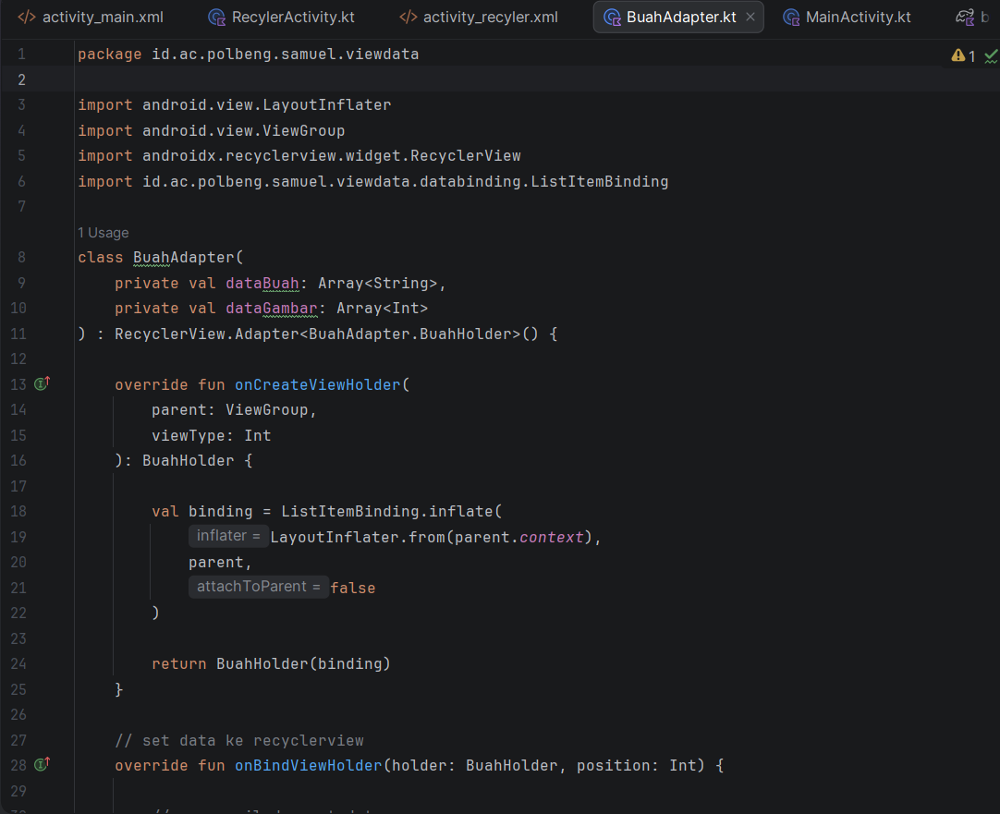 activity_main.xml RecylerActivity.kt activity_recyler.xml BuahAdapter.kt MainActivity.kt b
1 package id.ac.polbeng.samuel.viewdata 1
2
3 import android.view.LayoutInflater
4 import android.view.ViewGroup
5 import androidx.recyclerview.widget.RecyclerView
6 import id.ac.polbeng.samuel.viewdata.databinding.ListItemBinding
7
1 Usage
8 class BuahAdapter(
9 private val dataBuah: Array<String>,
10 private val dataGambar: Array<Int>
11 ) : RecyclerView.Adapter<BuahAdapter.BuahHolder>() {
12
13 override fun onCreateViewHolder(
14 parent: ViewGroup,
15 viewType: Int
16 ): BuahHolder {
17
18 val binding = ListItemBinding.inflate(
19 inflater = LayoutInflater.from(parent.context),
20 parent,
21 attachToParent = false
22 )
23
24 return BuahHolder(binding)
25 }
26
27 // set data ke recyclerview
28 override fun onBindViewHolder(holder: BuahHolder, position: Int) {
29